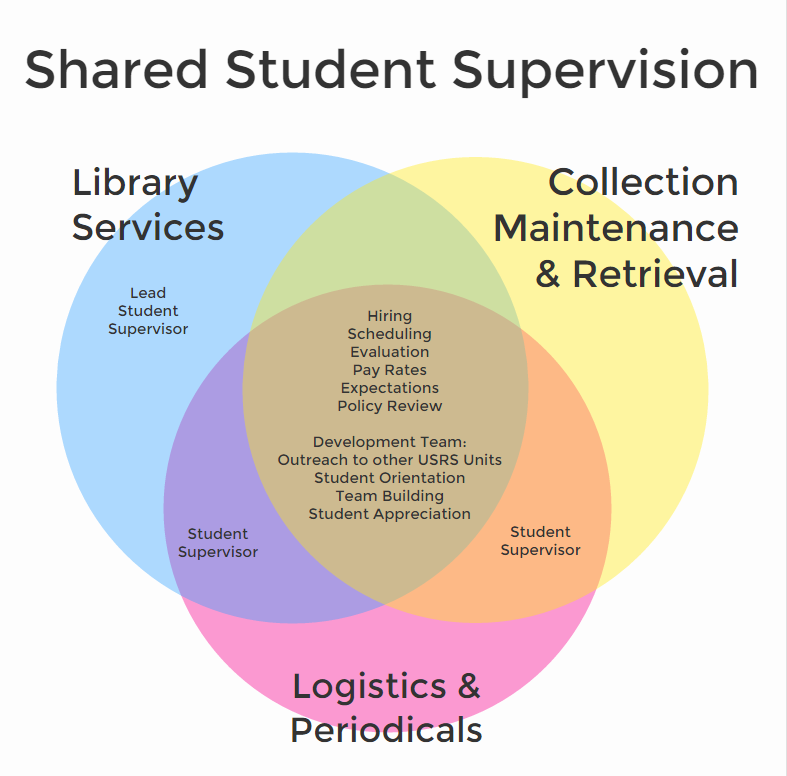 Shared Student Supervision
Library
Services
Collection
Maintenance
& Retrieval
Lead
Student
Supervisor
Hiring
Scheduling
Evaluation
Pay Rates
Expectations
Policy Review
Development Team:
Outreach to other USRS Units
Student Orientation
Team Building
Student Appreciation
Student
Supervisor
Student
Supervisor
Logistics &
Periodicals